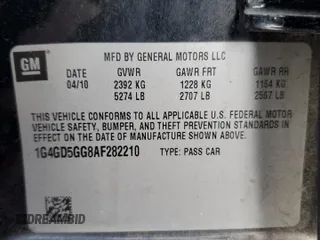 GM
MFD BY GENERAL MOTORS LLC
DATE GVWR GAWR FRT GAWR RR
04/10 2392 KG 1228 KG 1164 KG
5274 LB 2707 LB 2567 LB
THIS VEHICLE CONFORMS TO ALL APPLICABLE U.S. FEDERAL MOTOR
VEHICLE SAFETY, BUMPER, AND THEFT PREVENTION STANDARDS IN
EFFECT ON THE DATE OF MANUFACTURE SHOWN ABOVE.
1G4GD5GG8AF282210 TYPE: PASS CAR
DREAMBID